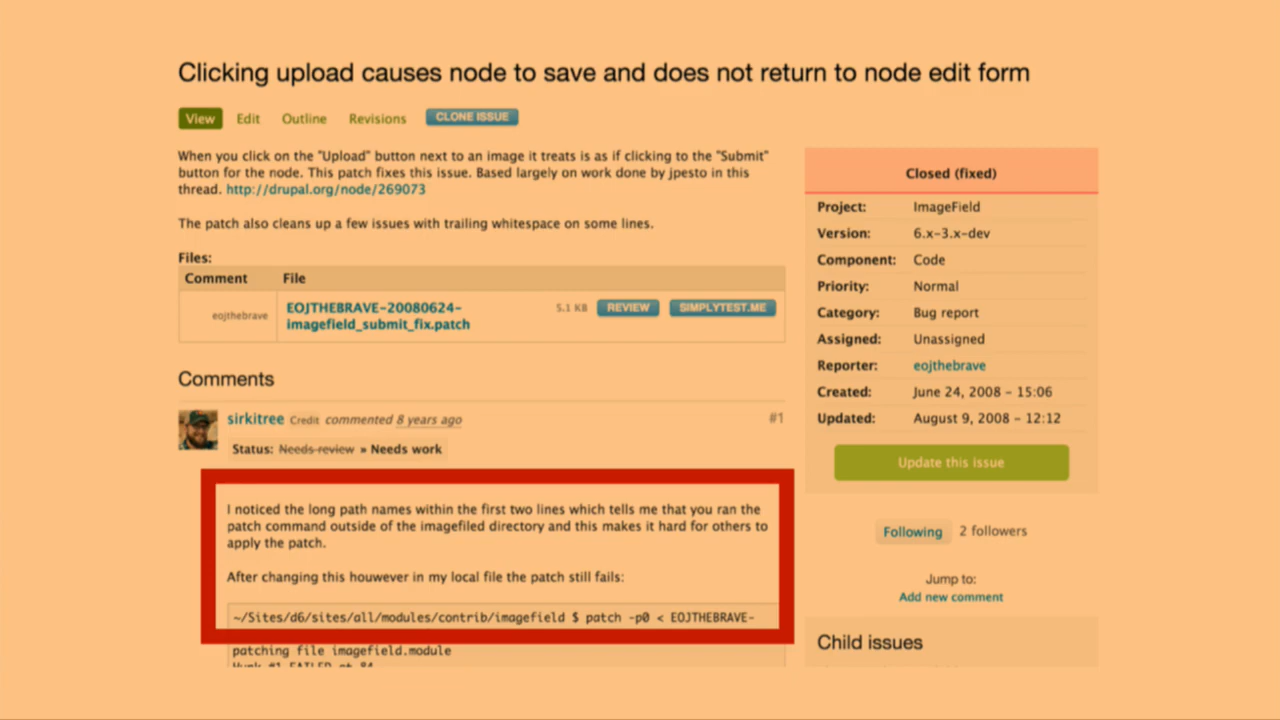 Clicking upload causes node to save and does not return to node edit form
View Edit Outline Revisions CLONE ISSUE
When you click on the "Upload" button next to an image it treats is as if clicking to the "Submit"
button for the node. This patch fixes this issue. Based largely on work done by jpesto in this
thread. http://drupal.org/node/269073
The patch also cleans up a few issues with trailing whitespace on some lines.
Files:
Comment File
eojthebrave EOJTHEBRAVE-20080624-
imagefield_submit_fix.patch 5.1 KB REVIEW SIMPLYTEST.ME
Comments
sirkitree Credit commented 8 years ago #1
Status: Needs review » Needs work
I noticed the long path names within the first two lines which tells me that you ran the
patch command outside of the imagefiled directory and this makes it hard for others to
apply the patch.
After changing this houwever in my local file the patch still fails:
~/Sites/d6/sites/all/modules/contrib/imagefield $ patch -p0 < EOJTHEBRAVE-
patching file imagefield.module
Hunk #1 FAILED at 84
Closed (fixed)
Project: ImageField
Version: 6.x-3.x-dev
Component: Code
Priority: Normal
Category: Bug report
Assigned: Unassigned
Reporter: eojthebrave
Created: June 24, 2008 - 15:06
Updated: August 9, 2008 - 12:12
Update this issue
Following 2 followers
Jump to:
Add new comment
Child issues